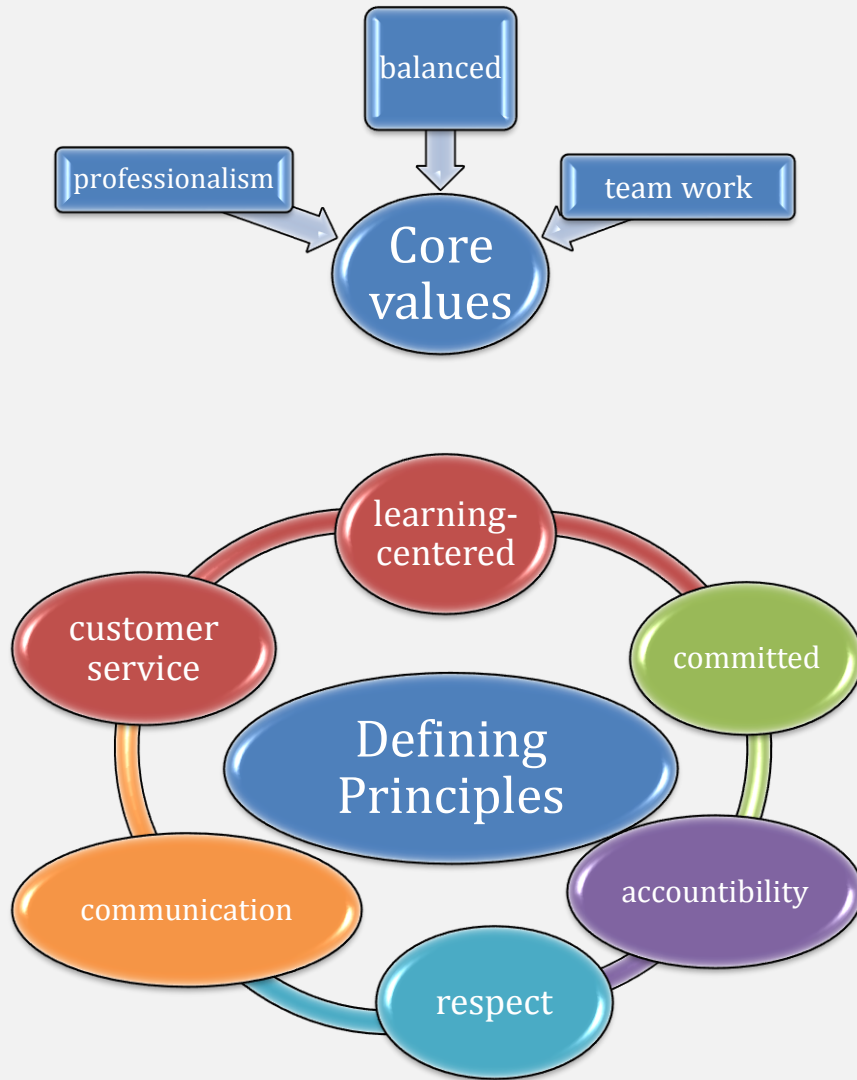 balanced
professionalism
team work
Core
values
learning-
centered
customer
service
committed
Defining
Principles
accountibility
communication
respect